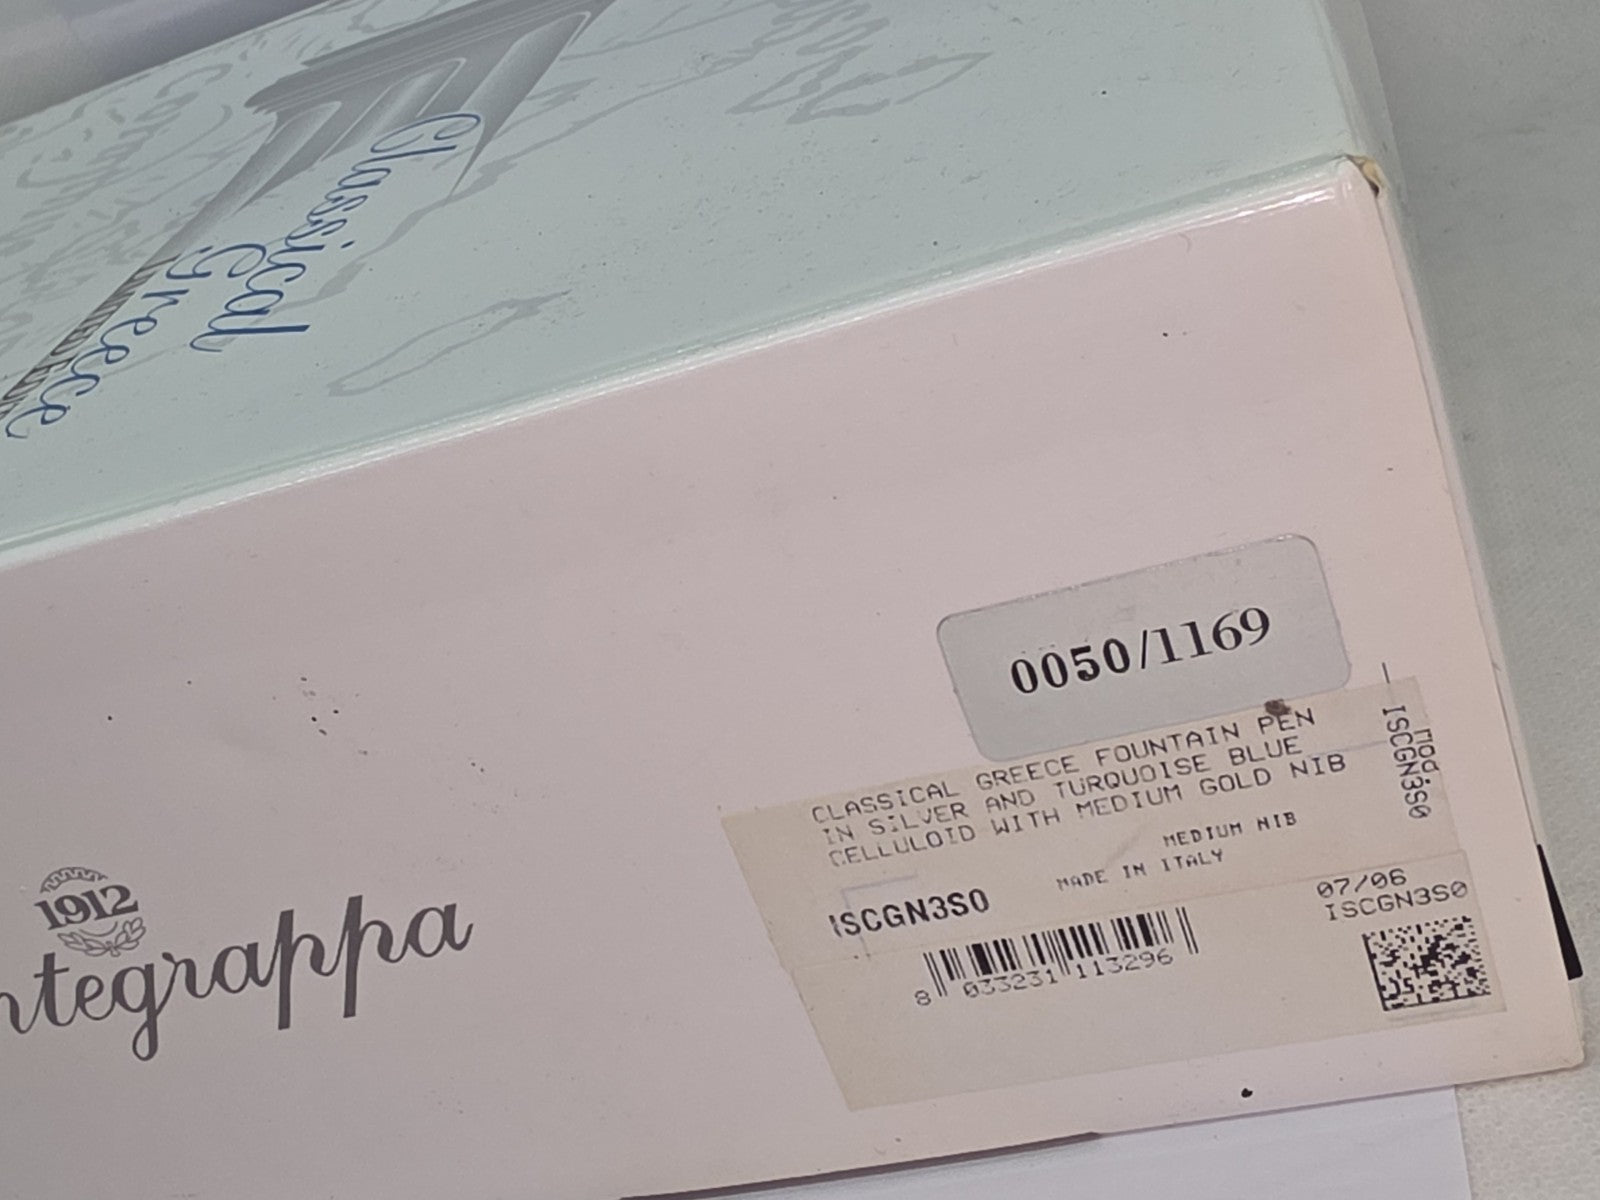 Classical
Greece
0050/1169
CLASSICAL GREECE FOUNTAIN PEN
IN SILVER AND TURQUOISE BLUE
CELLULOID WITH MEDIUM GOLD NIB
MEDIUM NIB
MADE IN ITALY
ISCGN3S0
8 033231 113296
07/06
ISCGN3S0
ISCGN3S0
1912
ntegrappa